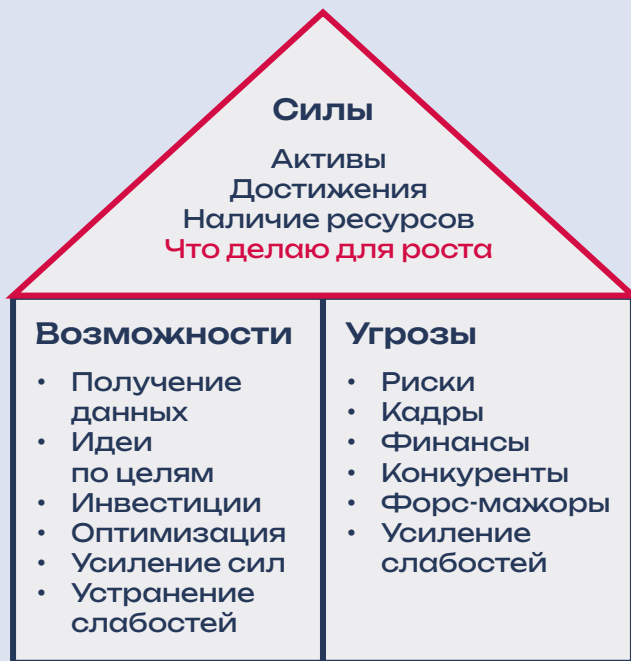 Силы
Активы
Достижения
Наличие ресурсов
Что делаю для роста
Возможности
• Получение
данных
• Идеи
по целям
• Инвестиции
• Оптимизация
• Усиление сил
• Устранение
слабостей
Угрозы
• Риски
• Кадры
• Финансы
• Конкуренты
• Форс-мажоры
• Усиление
слабостей